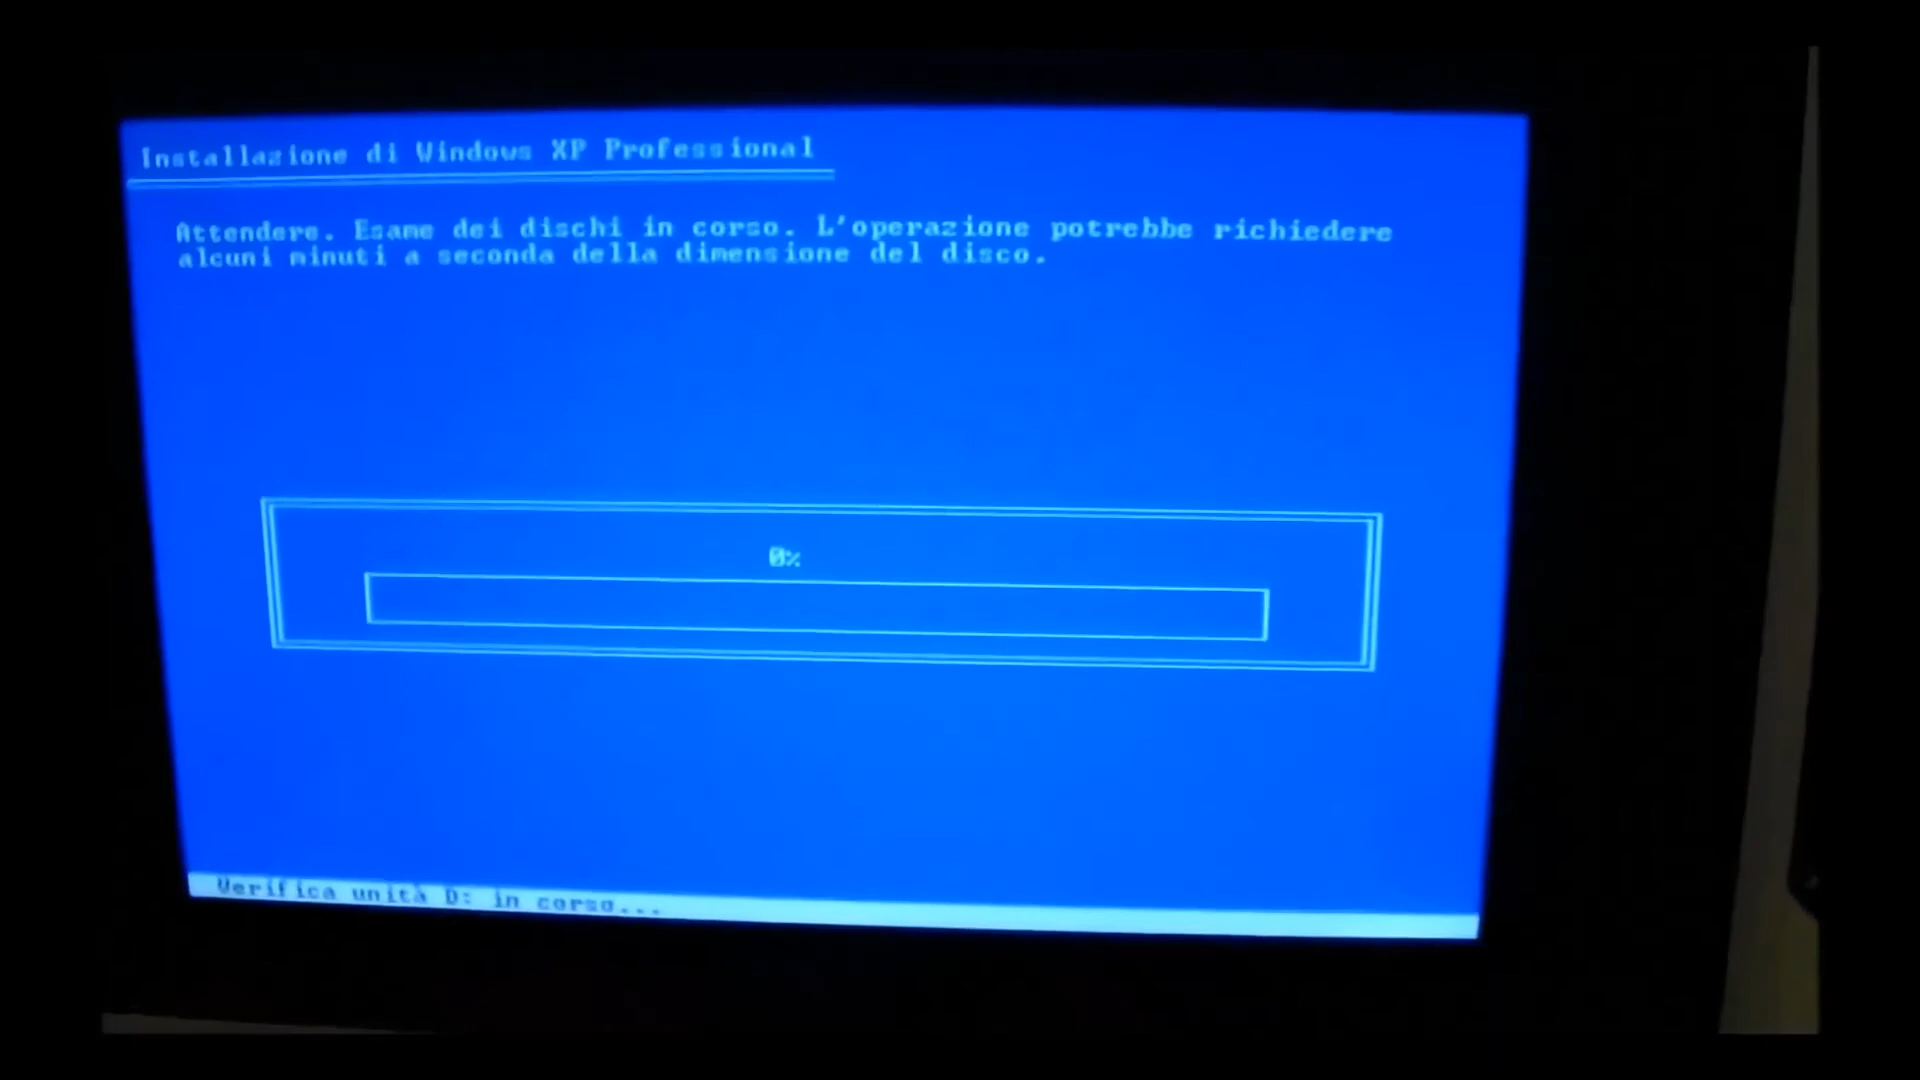 Installazione di Windows XP Professional
Attendere. Esame dei dischi in corso. L'operazione potrebbe richiedere
alcuni minuti a seconda della dimensione del disco.
0%
Verifica unità D: in corso...